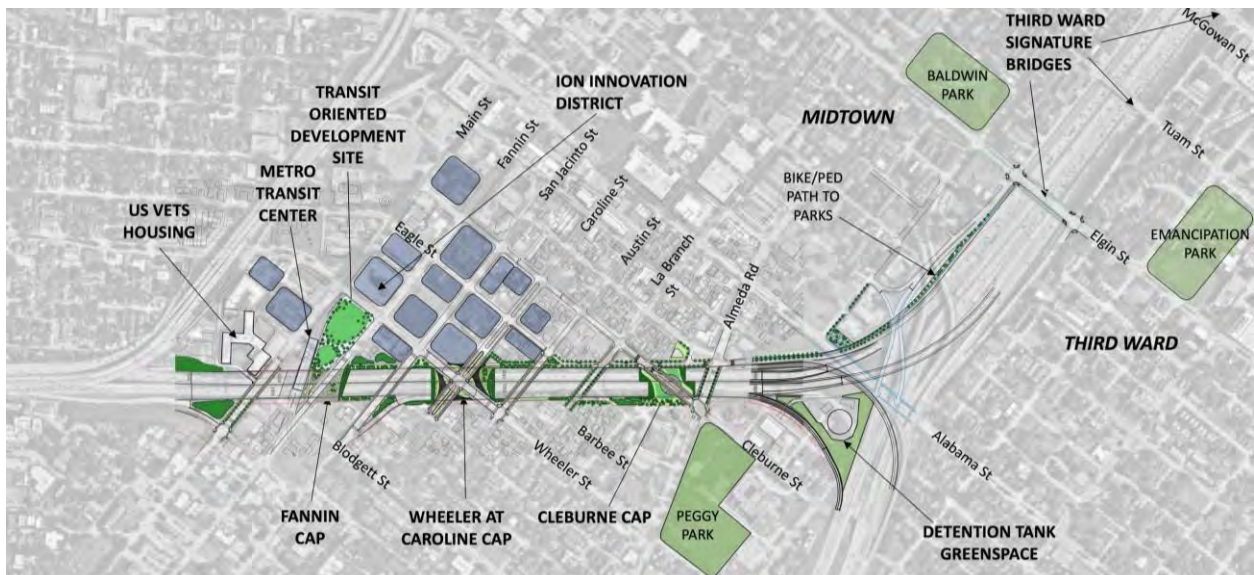 THIRD WARD
SIGNATURE
BRIDGES
McGowan St
BALDWIN
PARK
ION INNOVATION
DISTRICT
TRANSIT
ORIENTED
DEVELOPMENT
SITE
MIDTOWN
Main St
Fannin St
San Jacinto St
Caroline St
Austin St
La Branch
St
Almeda Rd
Tuam St
METRO
TRANSIT
CENTER
BIKE/PED
PATH TO
PARKS
US VETS
HOUSING
Eagle St
Elgin St
EMANCIPATION
PARK
THIRD WARD
Blodgett St
Wheeler St
Barbee St
Cleburne St
Alabama St
FANNIN
CAP
WHEELER AT
CAROLINE CAP
CLEBURNE CAP
PEGGY
PARK
DETENTION TANK
GREENSPACE